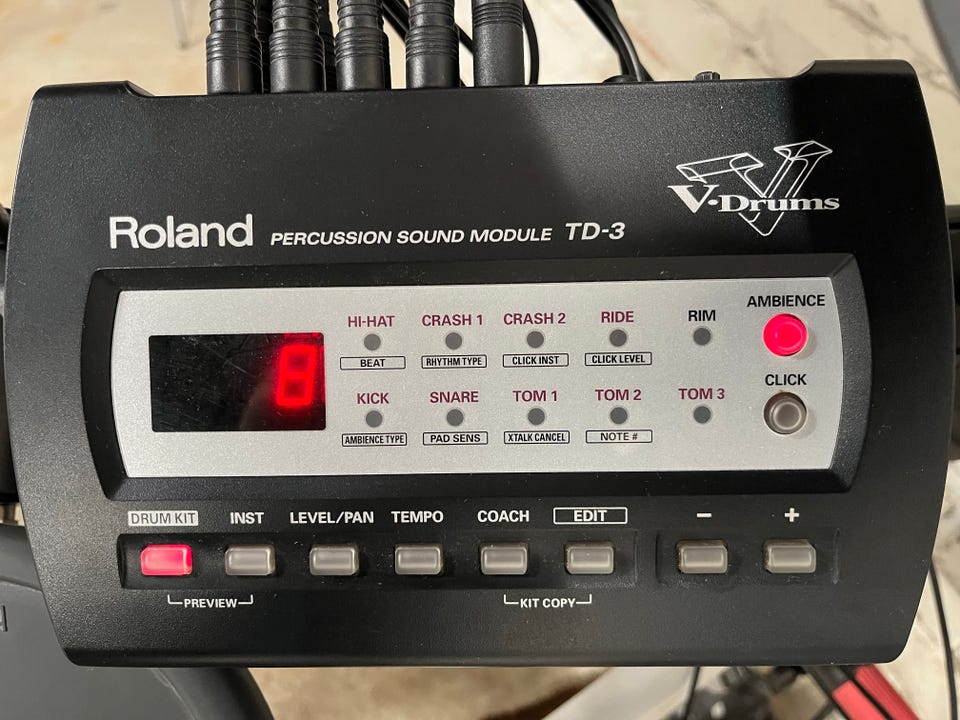 V-Drums
Roland PERCUSSION SOUND MODULE TD-3
AMBIENCE
HI-HAT CRASH 1 CRASH 2 RIDE RIM
BEAT RHYTHM TYPE CLICK INST CLICK LEVEL
8
CLICK
KICK SNARE TOM 1 TOM 2 TOM 3
AMBIENCE TYPE PAD SENS XTALK CANCEL NOTE #
DRUM KIT INST LEVEL/PAN TEMPO COACH EDIT - +
PREVIEW KIT COPY